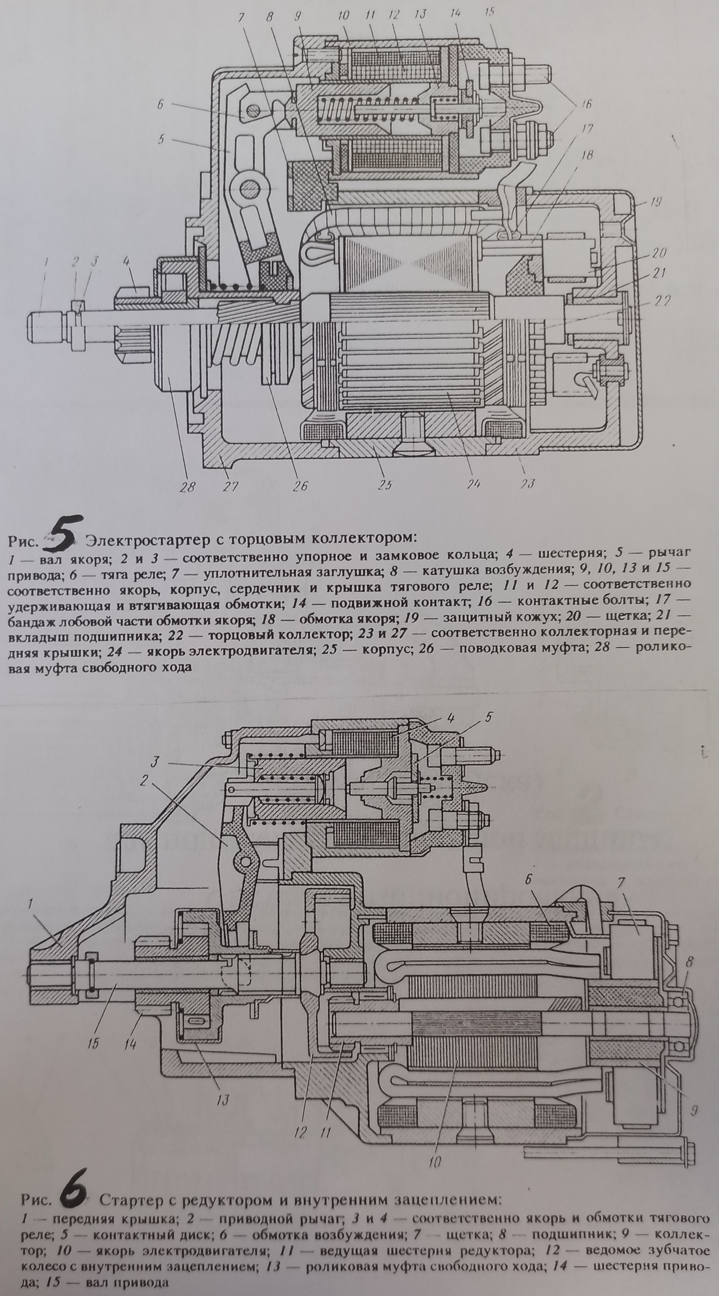 7 8 9 10 11 12 13 14 15
6
5
16
17
18
19
1 2 3 4
20
21
22
28 27 26 25 24 23
Рис. 5 Электростартер с торцовым коллектором:
1 — вал якоря; 2 и 3 — соответственно упорное и замковое кольца; 4 — шестерня; 5 — рычаг
привода; 6 — тяга реле; 7 — уплотнительная заглушка; 8 — катушка возбуждения; 9, 10, 13 и 15 —
соответственно якорь, корпус, сердечник и крышка тягового реле; 11 и 12 — соответственно
удерживающая и втягивающая обмотки; 14 — подвижной контакт; 16 — контактные болты; 17 —
бандаж лобовой части обмотки якоря; 18 — обмотка якоря; 19 — защитный кожух; 20 — щетка; 21 —
вкладыш подшипника; 22 — торцовый коллектор; 23 и 27 — соответственно коллекторная и пере-
дняя крышки; 24 — якорь электродвигателя; 25 — корпус; 26 — поводковая муфта; 28 — ролико-
вая муфта свободного хода
4 5
3
2
6 7
1
8
15 14
13 12 11
10
9
Рис. 6 Стартер с редуктором и внутренним зацеплением:
1 — передняя крышка; 2 — приводной рычаг; 3 и 4 — соответственно якорь и обмотки тягового
реле; 5 — контактный диск; 6 — обмотка возбуждения; 7 — щетка; 8 — подшипник; 9 — коллек-
тор; 10 — якорь электродвигателя; 11 — ведущая шестерня редуктора; 12 — ведомое зубчатое
колесо с внутренним зацеплением; 13 — роликовая муфта свободного хода; 14 — шестерня приво-
да; 15 — вал привода